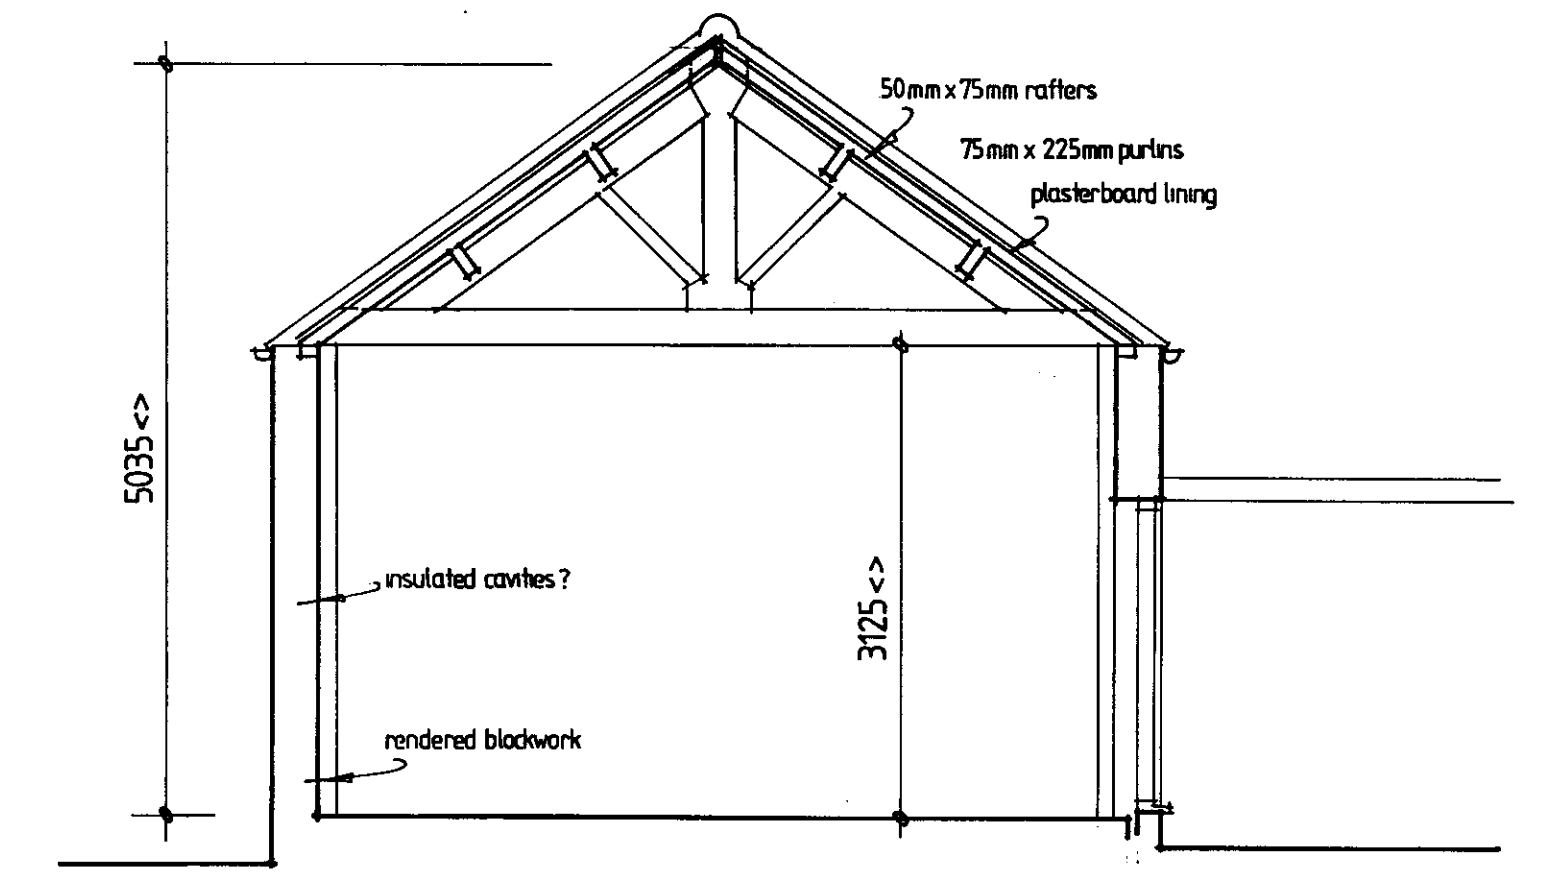 50mm x 75mm rafters
75mm x 225mm purlins
plasterboard lining
5035 <>
insulated cavities?
3125 <>
rendered blockwork